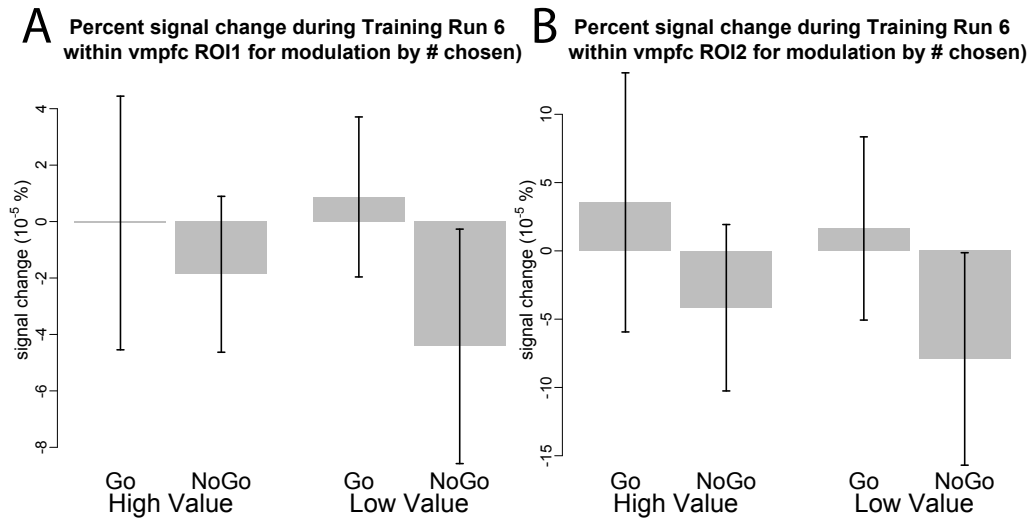 A
Percent signal change during Training Run 6
within vmpfc ROI1 for modulation by # chosen)
signal change (10-5 %)
4
2
0
-2
-4
-6
-8
Go
NoGo
Go
NoGo
High Value
Low Value
B
Percent signal change during Training Run 6
within vmpfc ROI2 for modulation by # chosen)
signal change (10-5 %)
10
5
0
-5
-10
-15
Go
NoGo
Go
NoGo
High Value
Low Value